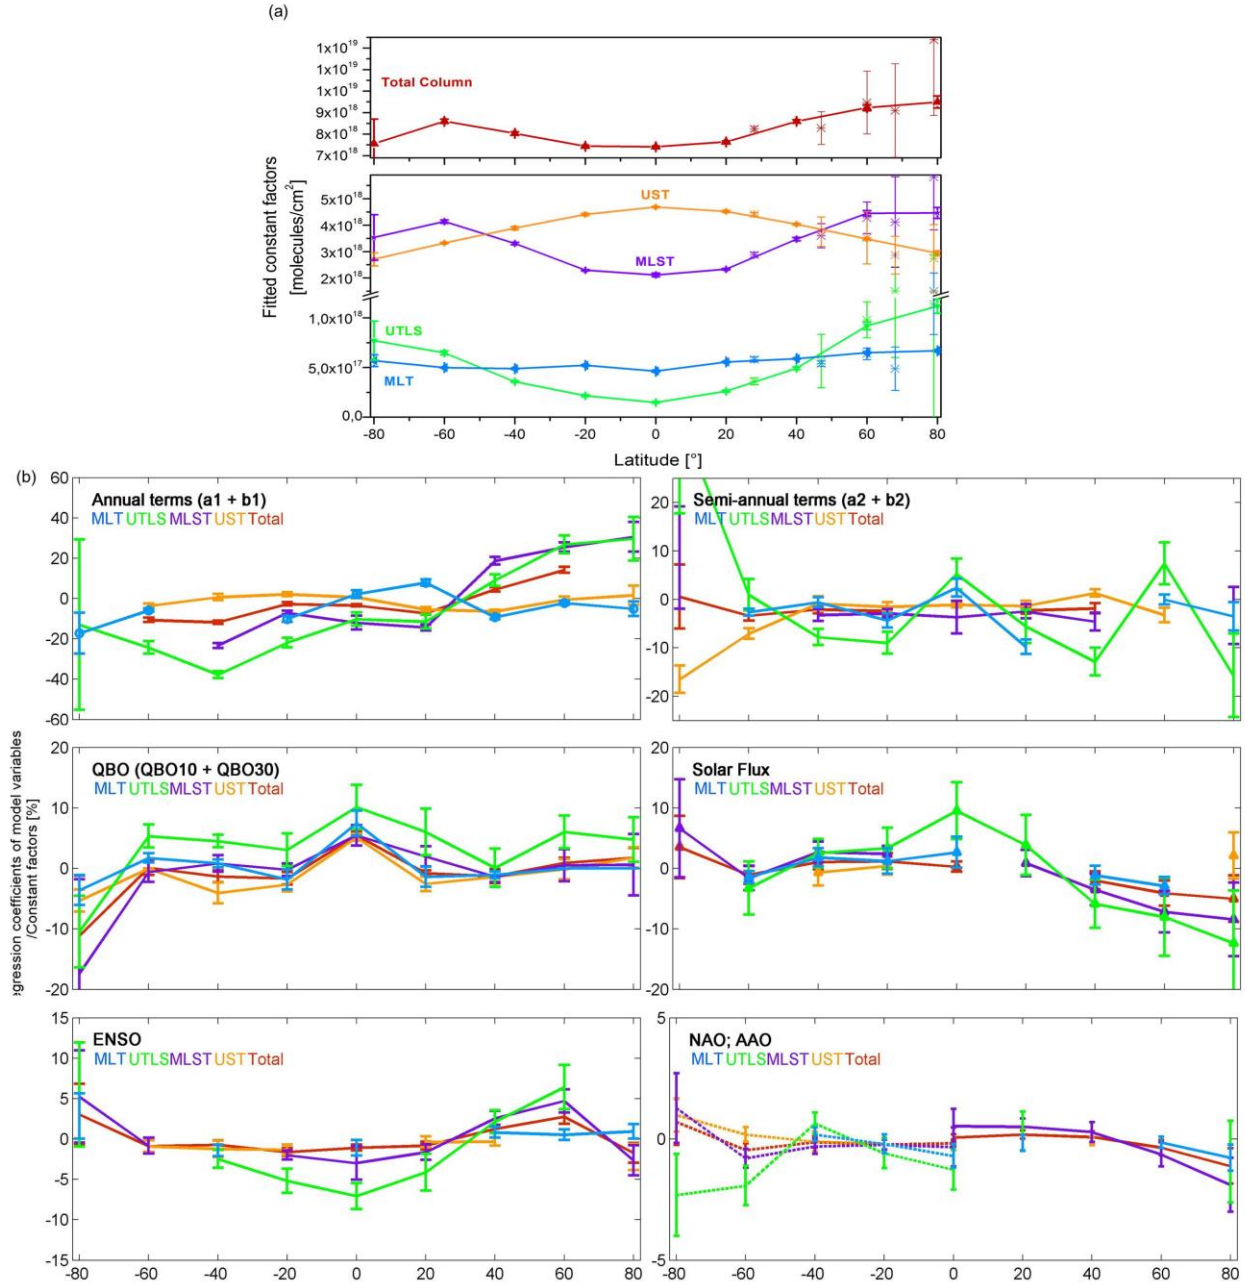 (a)
1x10^19
1x10^19
1x10^19
9x10^18
8x10^18
7x10^18
Total Column
Fitted constant factors
[molecules/cm²]
5x10^18
4x10^18
3x10^18
2x10^18
1,0x10^18
5,0x10^17
0,0
UST
MLST
UTLS
MLT
-80 -60 -40 -20 0 20 40 60 80
Latitude [°]
(b)
60
40
20
0
-20
-40
-60
Annual terms (a1 + b1)
MLT UTLS MLST UST Total
20
10
0
-10
-20
Semi-annual terms (a2 + b2)
MLT UTLS MLST UST Total
egression coefficients of model variables
/Constant factors [%]
20
10
0
-10
-20
QBO (QBO10 + QBO30)
MLT UTLS MLST UST Total
20
10
0
-10
-20
Solar Flux
MLT UTLS MLST UST Total
15
10
5
0
-5
-10
-15
ENSO
MLT UTLS MLST UST Total
-80 -60 -40 -20 0 20 40 60 80
5
0
-5
NAO; AAO
MLT UTLS MLST UST Total
-80 -60 -40 -20 0 20 40 60 80